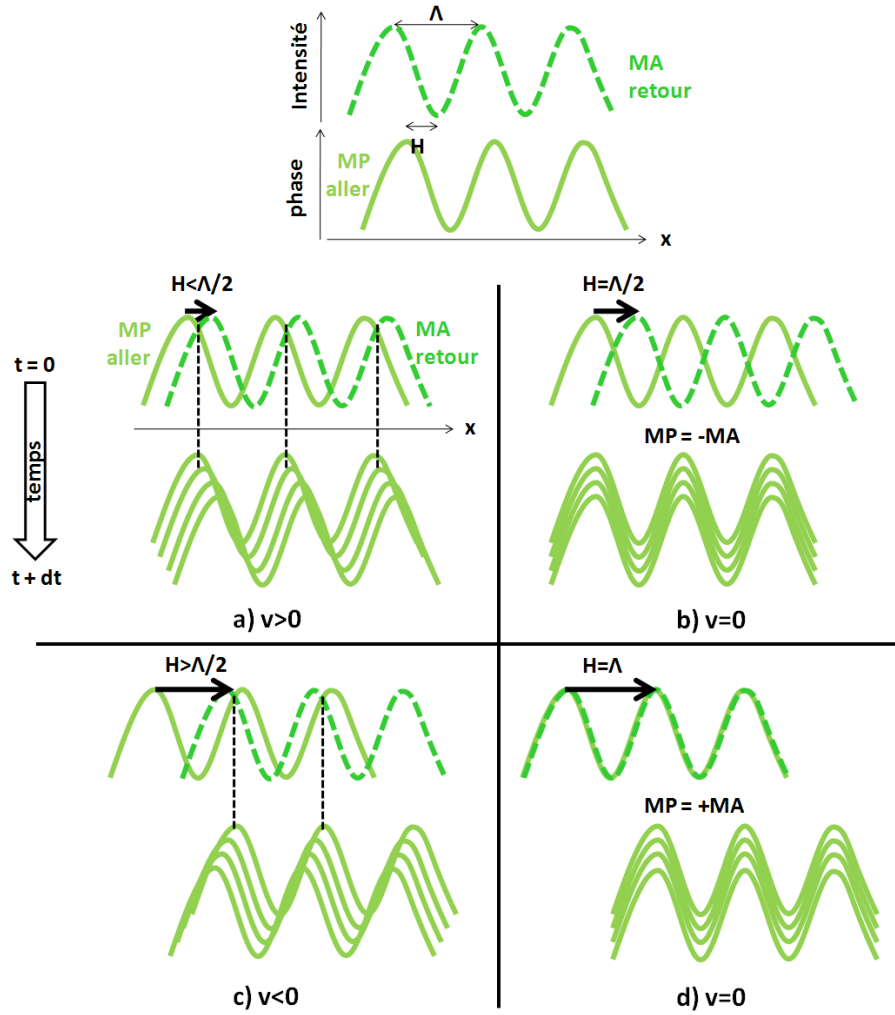 Λ
Intensité
MA
retour
H
phase
MP
aller
x
H<Λ/2
H=Λ/2
MP
aller
MA
retour
t = 0
x
temps
MP = -MA
t + dt
a) v>0
b) v=0
H>Λ/2
H=Λ
MP = +MA
c) v<0
d) v=0